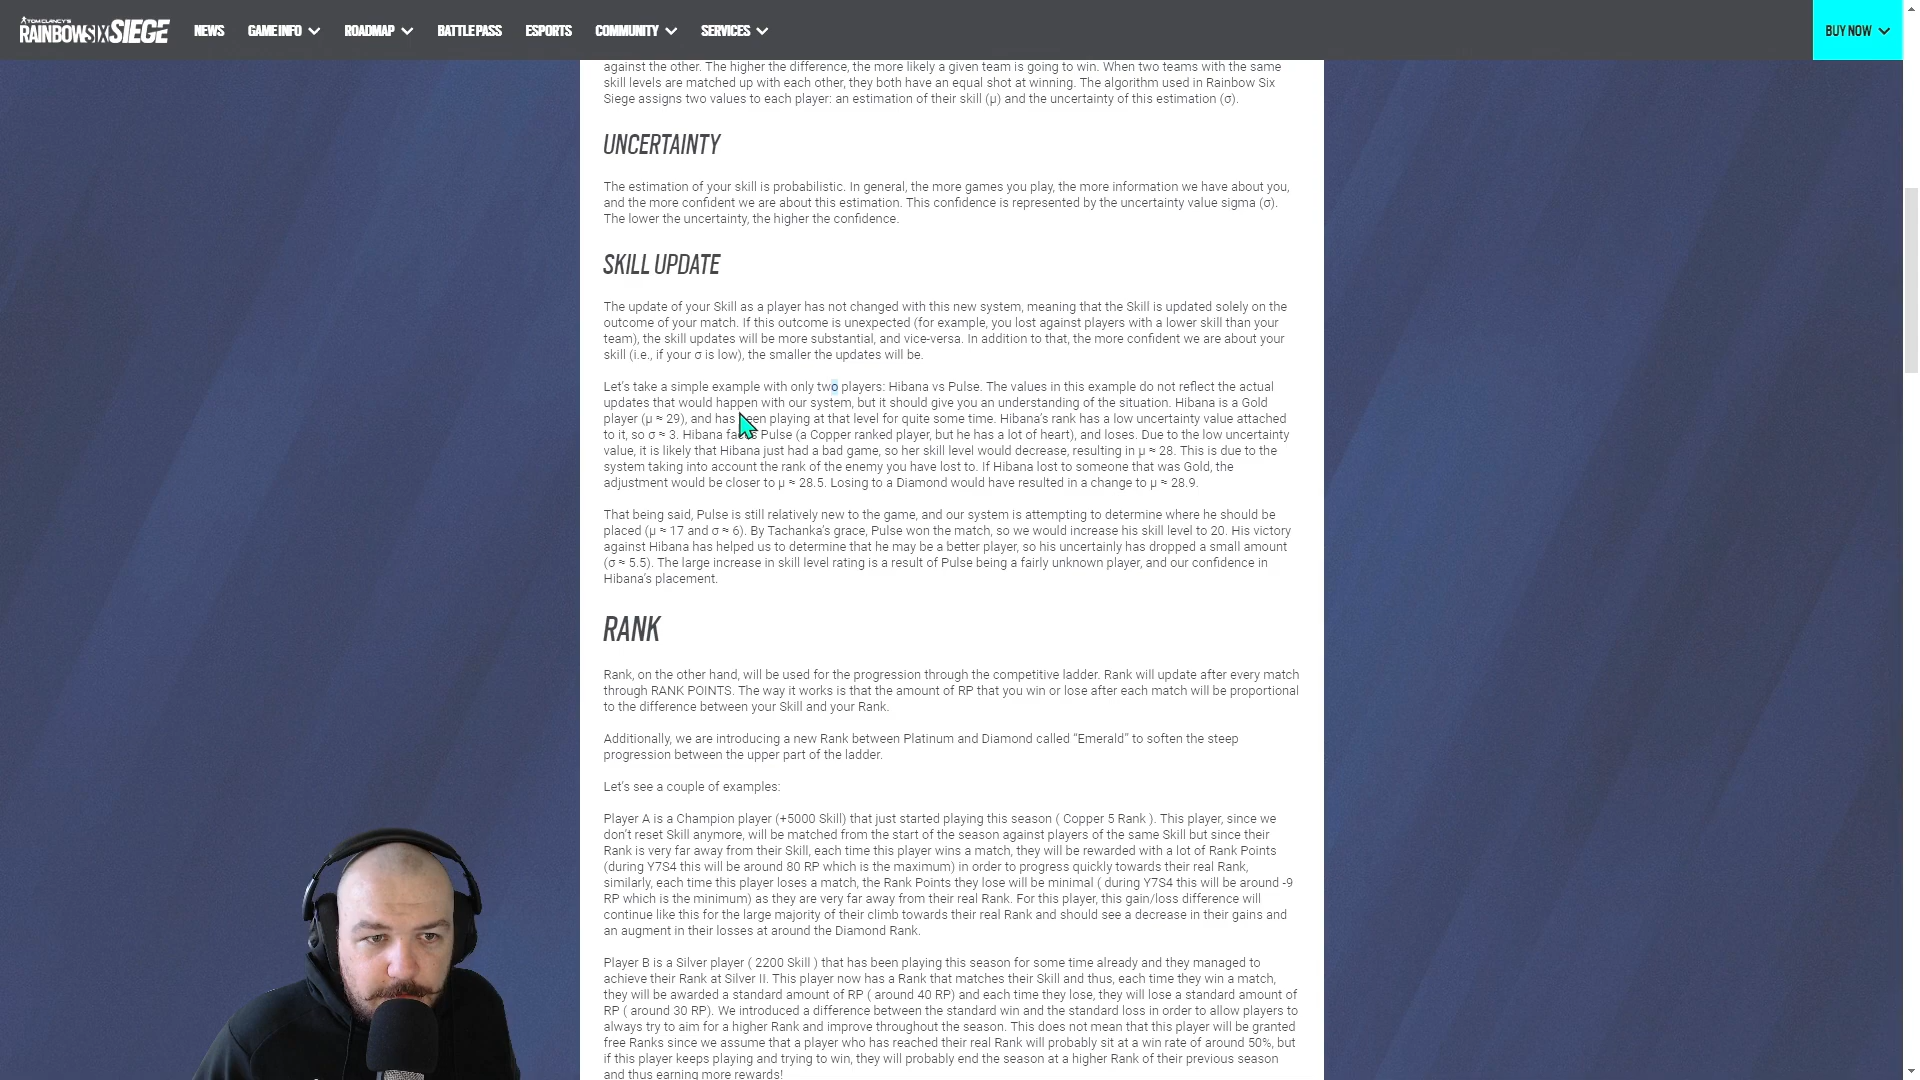 TOM CLANCY'S
RAINBOWSIX SIEGE
NEWS
GAME INFO
ROADMAP
BATTLE PASS
ESPORTS
COMMUNITY
SERVICES
BUY NOW
against the other. The higher the difference, the more likely a given team is going to win. When two teams with the same
skill levels are matched up with each other, they both have an equal shot at winning. The algorithm used in Rainbow Six
Siege assigns two values to each player: an estimation of their skill (μ) and the uncertainty of this estimation (σ).
UNCERTAINTY
The estimation of your skill is probabilistic. In general, the more games you play, the more information we have about you,
and the more confident we are about this estimation. This confidence is represented by the uncertainty value sigma (σ).
The lower the uncertainty, the higher the confidence.
SKILL UPDATE
The update of your Skill as a player has not changed with this new system, meaning that the Skill is updated solely on the
outcome of your match. If this outcome is unexpected (for example, you lost against players with a lower skill than your
team), the skill updates will be more substantial, and vice-versa. In addition to that, the more confident we are about your
skill (i.e., if your σ is low), the smaller the updates will be.
Let's take a simple example with only two players: Hibana vs Pulse. The values in this example do not reflect the actual
updates that would happen with our system, but it should give you an understanding of the situation. Hibana is a Gold
player (μ ≈ 29), and has been playing at that level for quite some time. Hibana's rank has a low uncertainty value attached
to it, so σ ≈ 3. Hibana faces Pulse (a Copper ranked player, but he has a lot of heart), and loses. Due to the low uncertainty
value, it is likely that Hibana just had a bad game, so her skill level would decrease, resulting in μ ≈ 28. This is due to the
system taking into account the rank of the enemy you have lost to. If Hibana lost to someone that was Gold, the
adjustment would be closer to μ ≈ 28.5. Losing to a Diamond would have resulted in a change to μ ≈ 28.9.
That being said, Pulse is still relatively new to the game, and our system is attempting to determine where he should be
placed (μ ≈ 17 and σ ≈ 6). By Tachanka's grace, Pulse won the match, so we would increase his skill level to 20. His victory
against Hibana has helped us to determine that he may be a better player, so his uncertainly has dropped a small amount
(σ ≈ 5.5). The large increase in skill level rating is a result of Pulse being a fairly unknown player, and our confidence in
Hibana's placement.
RANK
Rank, on the other hand, will be used for the progression through the competitive ladder. Rank will update after every match
through RANK POINTS. The way it works is that the amount of RP that you win or lose after each match will be proportional
to the difference between your Skill and your Rank.
Additionally, we are introducing a new Rank between Platinum and Diamond called “Emerald” to soften the steep
progression between the upper part of the ladder.
Let's see a couple of examples:
Player A is a Champion player (+5000 Skill) that just started playing this season ( Copper 5 Rank ). This player, since we
don't reset Skill anymore, will be matched from the start of the season against players of the same Skill but since their
Rank is very far away from their Skill, each time this player wins a match, they will be rewarded with a lot of Rank Points
(during Y7S4 this will be around 80 RP which is the maximum) in order to progress quickly towards their real Rank,
similarly, each time this player loses a match, the Rank Points they lose will be minimal ( during Y7S4 this will be around -9
RP which is the minimum) as they are very far away from their real Rank. For this player, this gain/loss difference will
continue like this for the large majority of their climb towards their real Rank and should see a decrease in their gains and
an augment in their losses at around the Diamond Rank.
Player B is a Silver player ( 2200 Skill ) that has been playing this season for some time already and they managed to
achieve their Rank at Silver II. This player now has a Rank that matches their Skill and thus, each time they win a match,
they will be awarded a standard amount of RP ( around 40 RP) and each time they lose, they will lose a standard amount of
RP ( around 30 RP). We introduced a difference between the standard win and the standard loss in order to allow players to
always try to aim for a higher Rank and improve throughout the season. This does not mean that this player will be granted
free Ranks since we assume that a player who has reached their real Rank will probably sit at a win rate of around 50%, but
if this player keeps playing and trying to win, they will probably end the season at a higher Rank of their previous season
and thus earning more rewards!